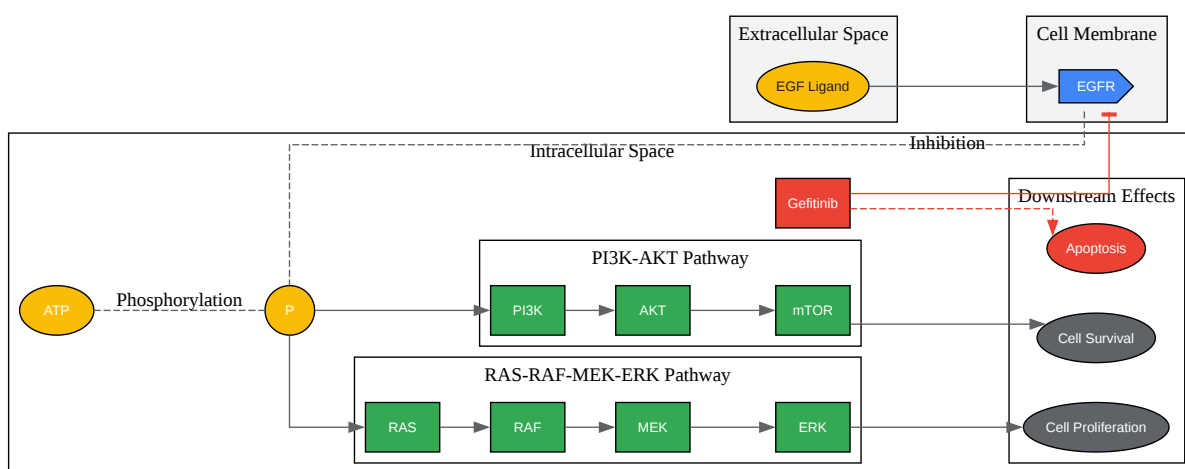 Extracellular Space
Cell Membrane
EGF Ligand
EGFR
Inhibition
Intracellular Space
Gefitinib
Downstream Effects
Apoptosis
PI3K-AKT Pathway
ATP
Phosphorylation
P
PI3K
AKT
mTOR
Cell Survival
RAS-RAF-MEK-ERK Pathway
RAS
RAF
MEK
ERK
Cell Proliferation